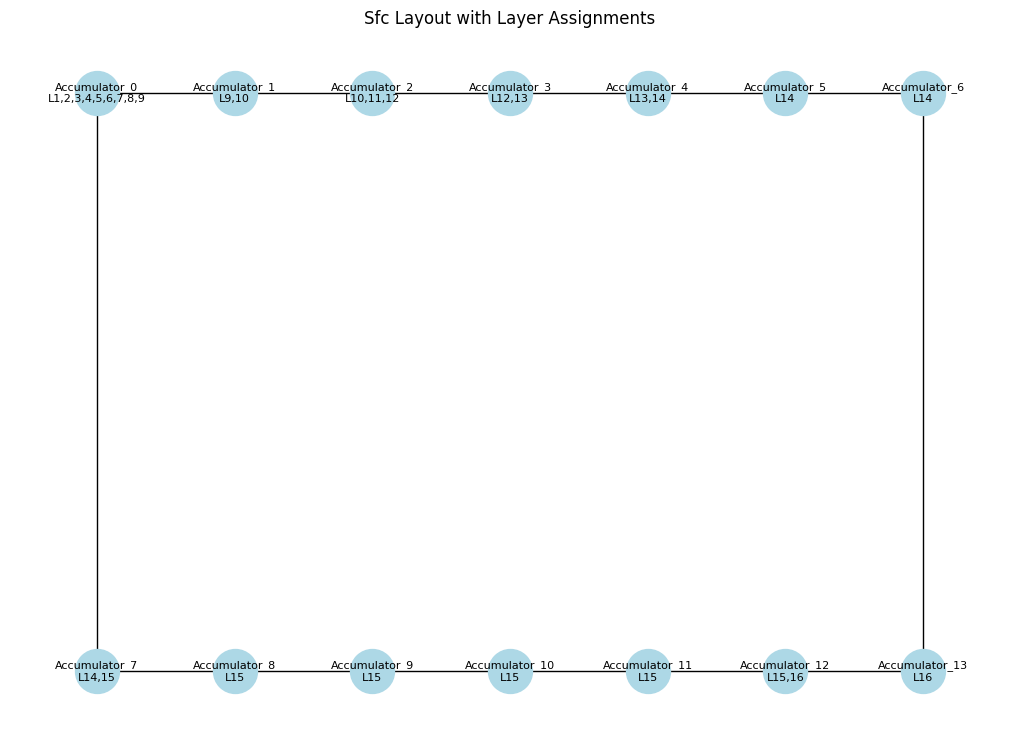 Sfc Layout with Layer Assignments
Accumulator_0
L1,2,3,4,5,6,7,8,9
Accumulator_1
L9,10
Accumulator_2
L10,11,12
Accumulator_3
L12,13
Accumulator_4
L13,14
Accumulator_5
L14
Accumulator_6
L14
Accumulator_7
L14,15
Accumulator_8
L15
Accumulator_9
L15
Accumulator_10
L15
Accumulator_11
L15
Accumulator_12
L15,16
Accumulator_13
L16